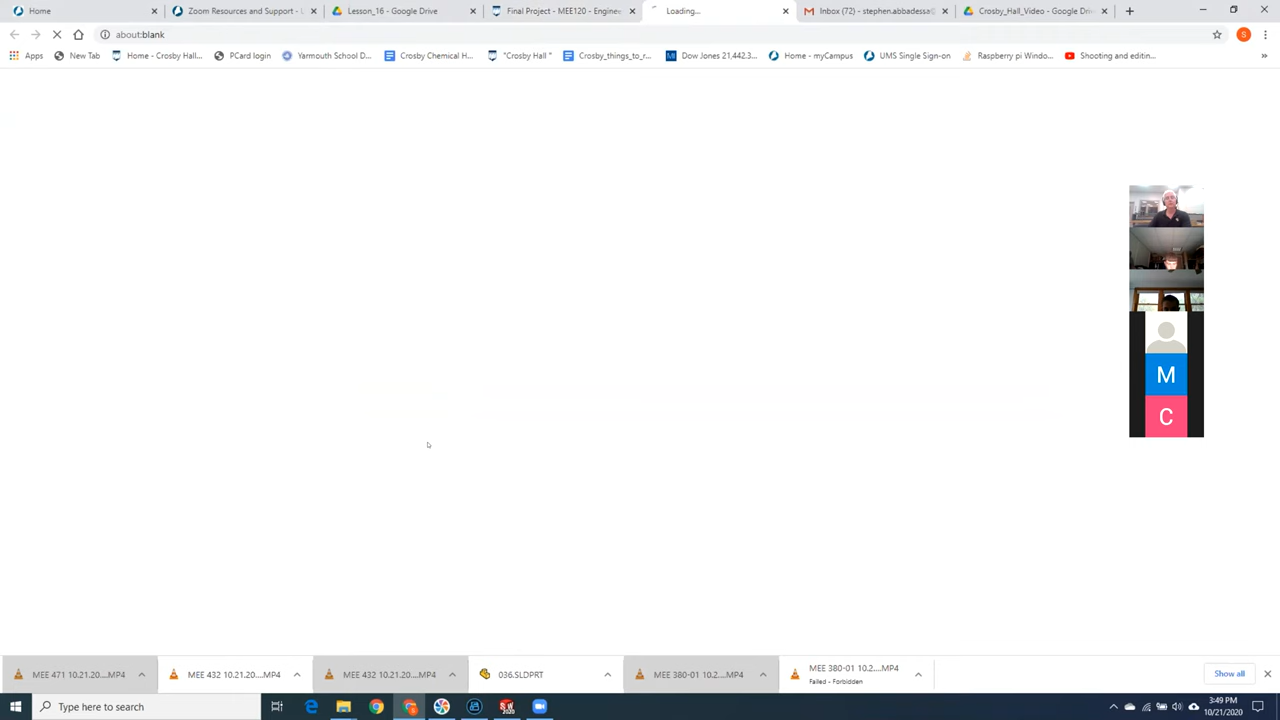 Home
Zoom Resources and Support - U
Lesson_16 - Google Drive
Final Project - MEE120 - Engine
Loading...
Inbox (72) - stephen.abbadessa@
Crosby_Hall_Video - Google Driv
about:blank
S
Apps
New Tab
Home - Crosby Hall...
PCard login
Yarmouth School D...
Crosby Chemical H...
"Crosby Hall "
Crosby_things_to_r...
Dow Jones 21,442.3...
Home - myCampus
UMS Single Sign-on
Raspberry pi Windo...
Shooting and editin...
M
C
MEE 471 10.21.20....MP4
MEE 432 10.21.20....MP4
MEE 432 10.21.20....MP4
036.SLDPRT
MEE 380-01 10.2....MP4
MEE 380-01 10.2....MP4
Failed - Forbidden
Show all
Type here to search
3:49 PM
10/21/2020